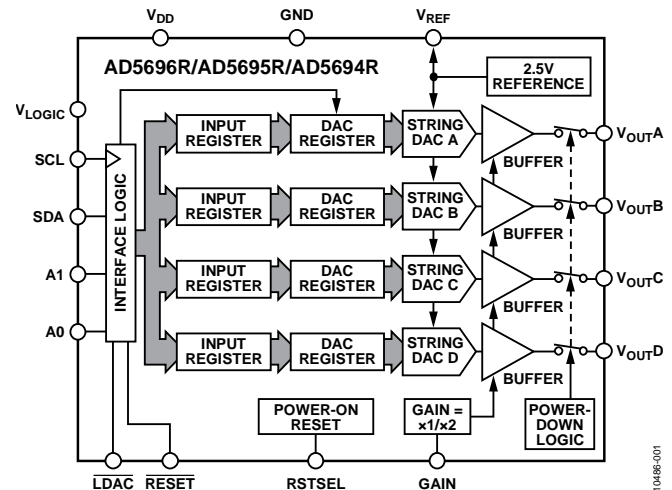 VDD
GND
VREF
AD5696R/AD5695R/AD5694R
2.5V
REFERENCE
VLOGIC
SCL
SDA
A1
A0
INTERFACE LOGIC
INPUT
REGISTER
DAC
REGISTER
STRING
DAC A
BUFFER
VOUTA
INPUT
REGISTER
DAC
REGISTER
STRING
DAC B
BUFFER
VOUTB
INPUT
REGISTER
DAC
REGISTER
STRING
DAC C
BUFFER
VOUTC
INPUT
REGISTER
DAC
REGISTER
STRING
DAC D
BUFFER
VOUTD
POWER-ON
RESET
GAIN =
×1/×2
POWER-
DOWN
LOGIC
LDAC
RESET
RSTSEL
GAIN
10486-001